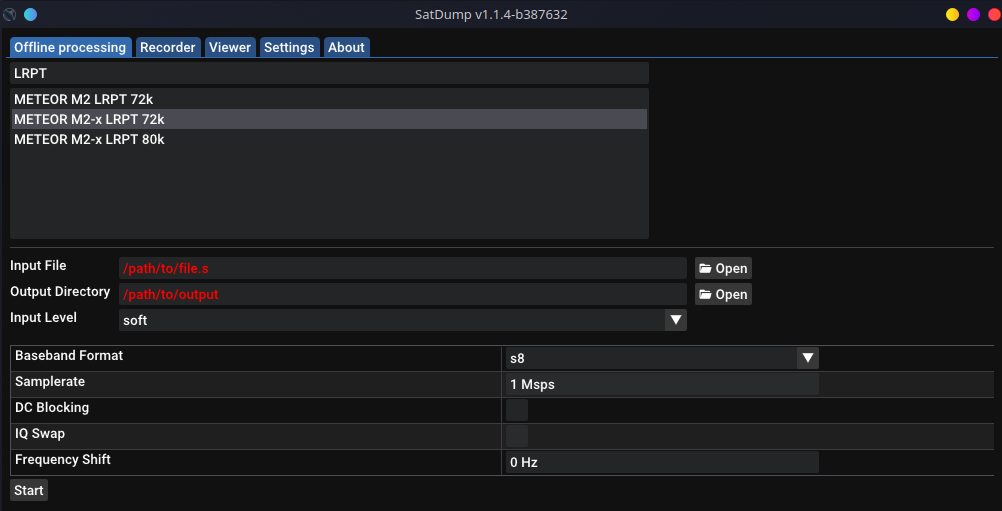 SatDump v1.1.4-b387632
Offline processing Recorder Viewer Settings About
LRPT
METEOR M2 LRPT 72k
METEOR M2-x LRPT 72k
METEOR M2-x LRPT 80k
Input File /path/to/file.s Open
Output Directory /path/to/output Open
Input Level soft
Baseband Format s8
Samplerate 1 Msps
DC Blocking
IQ Swap
Frequency Shift 0 Hz
Start